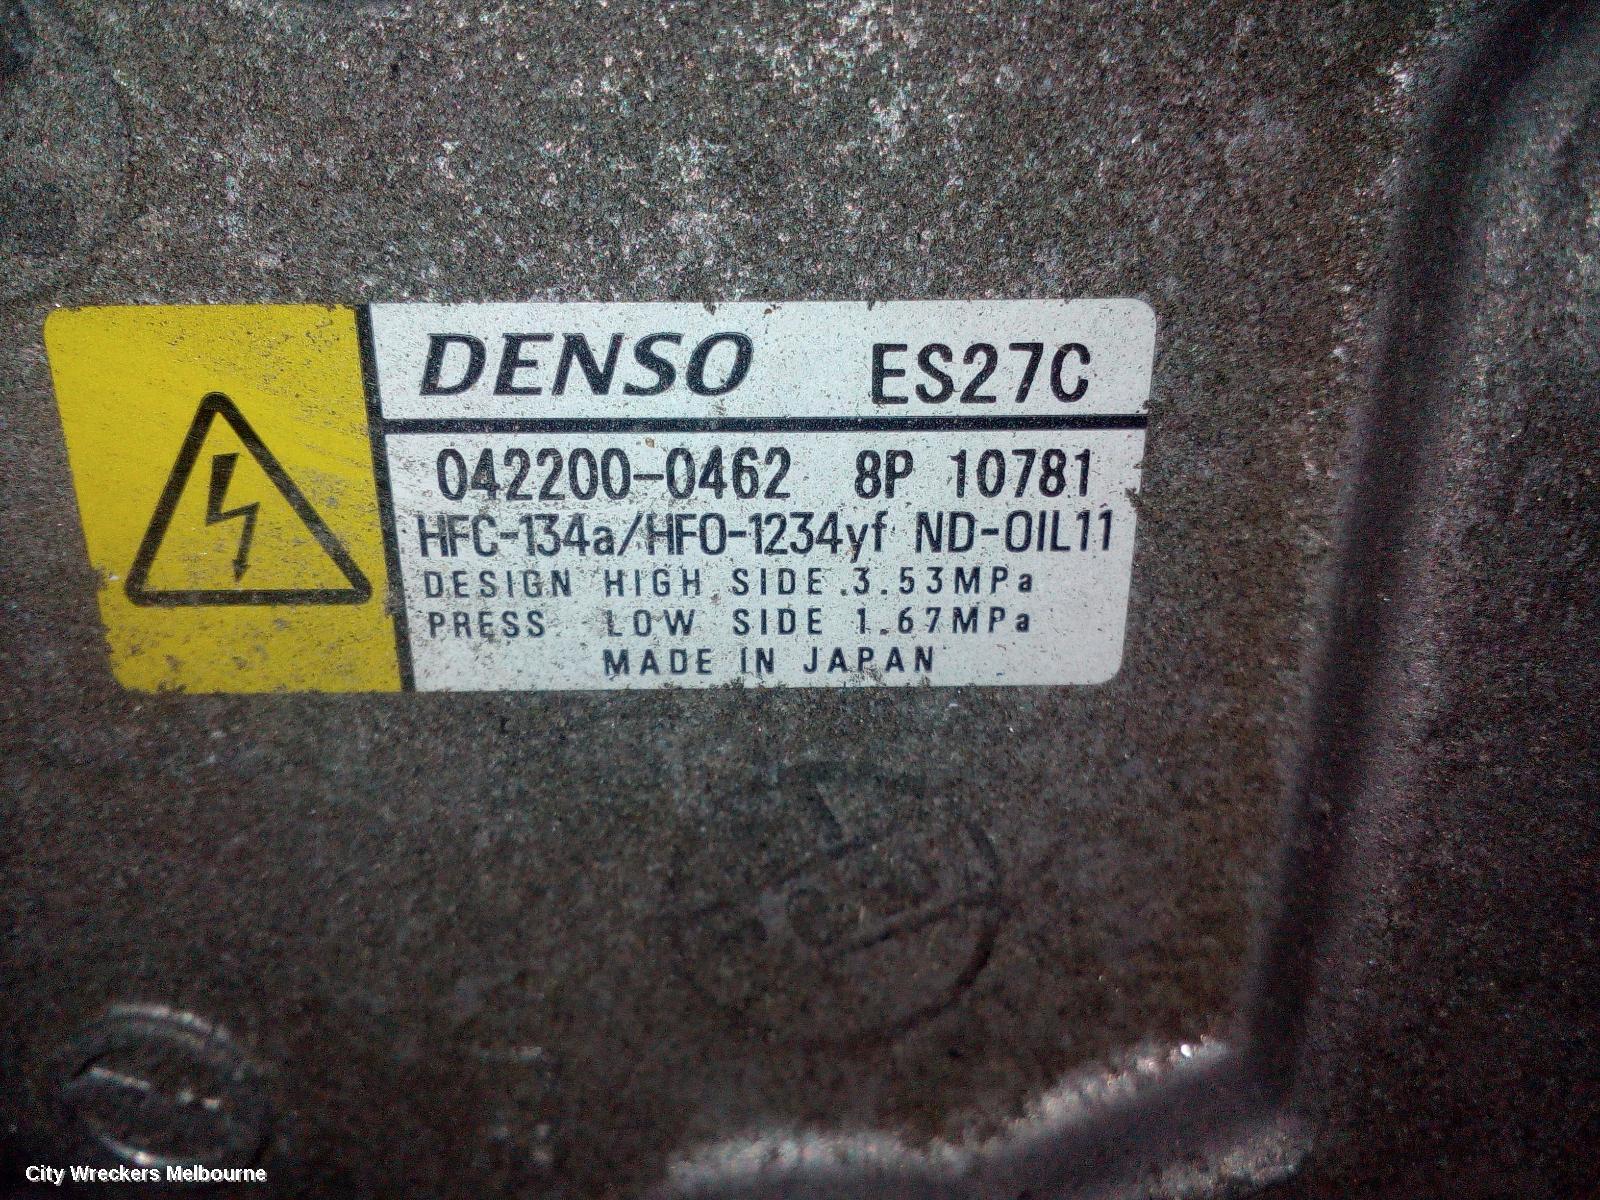 DENSO ES27C
042200-0462 8P 10781
HFC-134a/HFO-1234yf ND-OIL11
DESIGN HIGH SIDE 3.53MPa
PRESS LOW SIDE 1.67MPa
MADE IN JAPAN
City Wreckers Melbourne